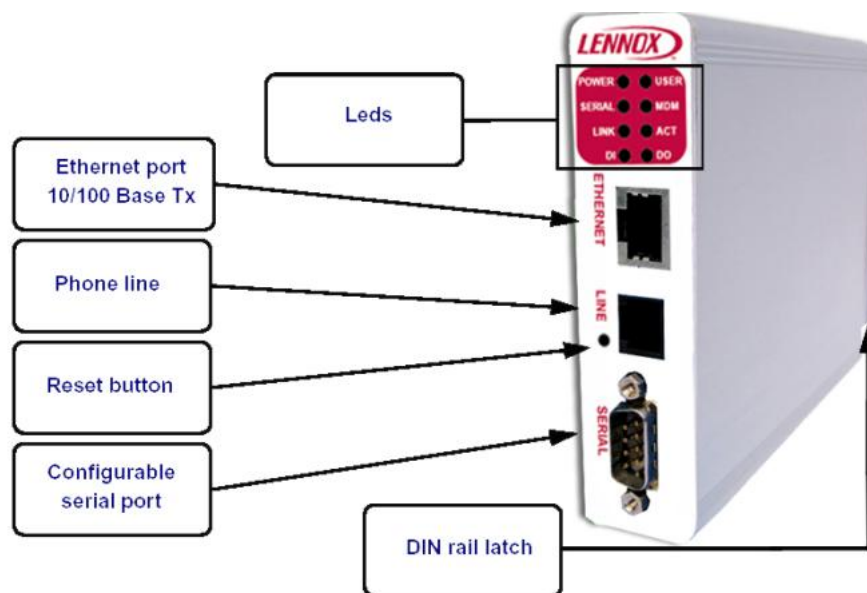 LENNOX
POWER USER
SERIAL MDM
LINK ACT
DI DO
Leds
Ethernet port
10/100 Base Tx
ETHERNET
Phone line
LINE
Reset button
SERIAL
Configurable
serial port
DIN rail latch